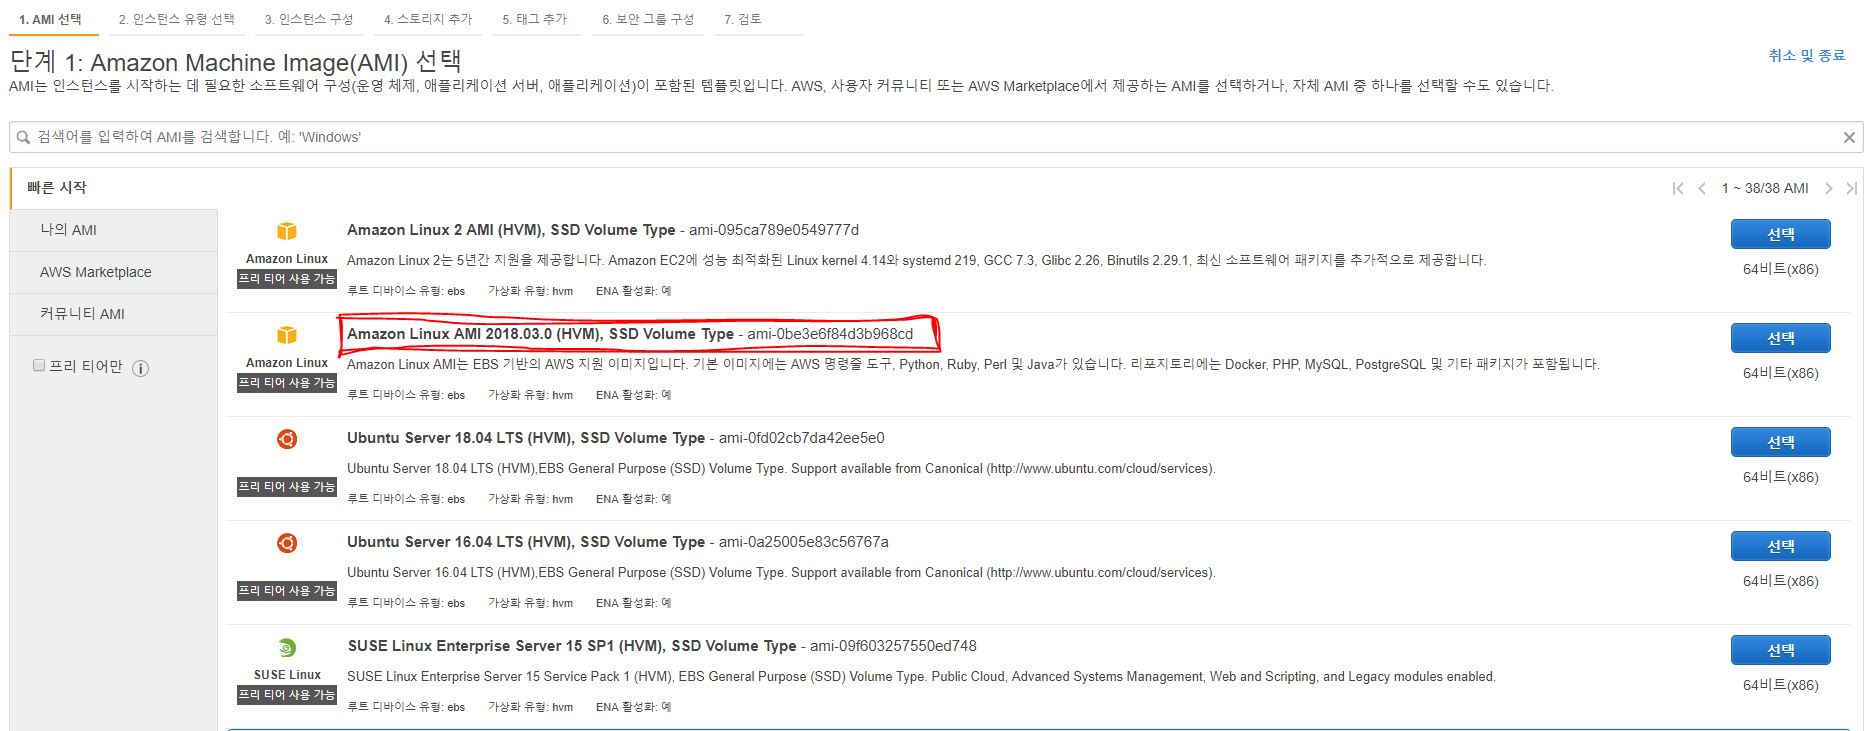 1. AMI 선택 2. 인스턴스 유형 선택 3. 인스턴스 구성 4. 스토리지 추가 5. 태그 추가 6. 보안 그룹 구성 7. 검토
단계 1: Amazon Machine Image(AMI) 선택
취소 및 종료
AMI는 인스턴스를 시작하는 데 필요한 소프트웨어 구성(운영 체제, 애플리케이션 서버, 애플리케이션)이 포함된 템플릿입니다. AWS, 사용자 커뮤니티 또는 AWS Marketplace에서 제공하는 AMI를 선택하거나, 자체 AMI 중 하나를 선택할 수도 있습니다.
검색어를 입력하여 AMI를 검색합니다. 예: 'Windows'
빠른 시작
1 ~ 38/38 AMI
나의 AMI
AWS Marketplace
커뮤니티 AMI
프리 티어만
Amazon Linux 2 AMI (HVM), SSD Volume Type - ami-095ca789e0549777d
선택
Amazon Linux
Amazon Linux 2는 5년간 지원을 제공합니다. Amazon EC2에 성능 최적화된 Linux kernel 4.14와 systemd 219, GCC 7.3, Glibc 2.26, Binutils 2.29.1, 최신 소프트웨어 패키지를 추가적으로 제공합니다.
64비트(x86)
프리 티어 사용 가능
루트 디바이스 유형: ebs 가상화 유형: hvm ENA 활성화: 예
Amazon Linux AMI 2018.03.0 (HVM), SSD Volume Type - ami-0be3e6f84d3b968cd
선택
Amazon Linux
Amazon Linux AMI는 EBS 기반의 AWS 지원 이미지입니다. 기본 이미지에는 AWS 명령줄 도구, Python, Ruby, Perl 및 Java가 있습니다. 리포지토리에는 Docker, PHP, MySQL, PostgreSQL 및 기타 패키지가 포함됩니다.
64비트(x86)
프리 티어 사용 가능
루트 디바이스 유형: ebs 가상화 유형: hvm ENA 활성화: 예
Ubuntu Server 18.04 LTS (HVM), SSD Volume Type - ami-0fd02cb7da42ee5e0
선택
Ubuntu Server 18.04 LTS (HVM),EBS General Purpose (SSD) Volume Type. Support available from Canonical (http://www.ubuntu.com/cloud/services).
64비트(x86)
프리 티어 사용 가능
루트 디바이스 유형: ebs 가상화 유형: hvm ENA 활성화: 예
Ubuntu Server 16.04 LTS (HVM), SSD Volume Type - ami-0a25005e83c56767a
선택
Ubuntu Server 16.04 LTS (HVM),EBS General Purpose (SSD) Volume Type. Support available from Canonical (http://www.ubuntu.com/cloud/services).
64비트(x86)
프리 티어 사용 가능
루트 디바이스 유형: ebs 가상화 유형: hvm ENA 활성화: 예
SUSE Linux Enterprise Server 15 SP1 (HVM), SSD Volume Type - ami-09f603257550ed748
선택
SUSE Linux
SUSE Linux Enterprise Server 15 Service Pack 1 (HVM), EBS General Purpose (SSD) Volume Type. Public Cloud, Advanced Systems Management, Web and Scripting, and Legacy modules enabled.
64비트(x86)
프리 티어 사용 가능
루트 디바이스 유형: ebs 가상화 유형: hvm ENA 활성화: 예